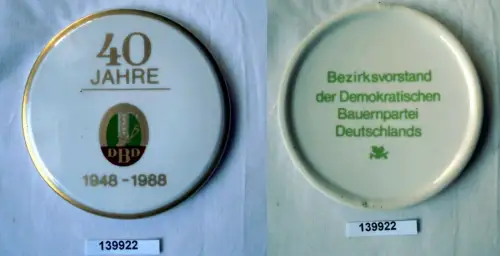 40
JAHRE
DBD
1948 - 1988
139922
Bezirksvorstand
der Demokratischen
Bauernpartei
Deutschlands
139922